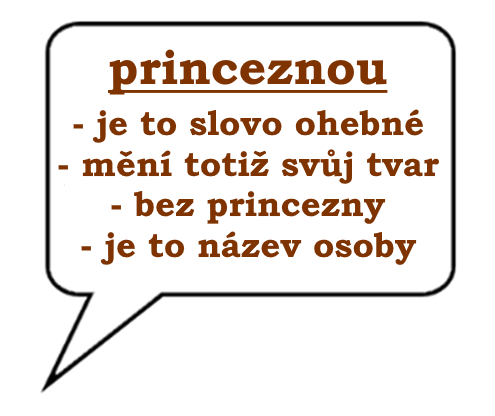 princeznou
- je to slovo ohebné
- mění totiž svůj tvar
- bez princezny
- je to název osoby